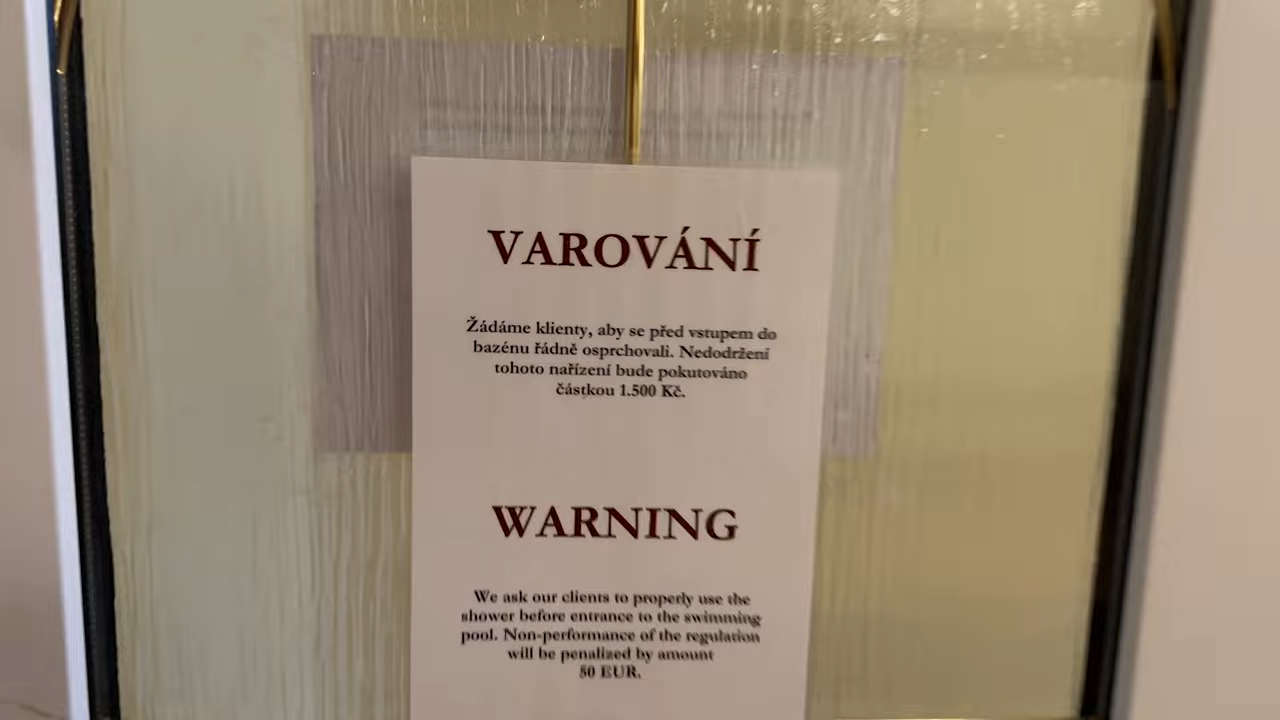 VAROVÁNÍ
Žádáme klienty, aby se před vstupem do
bazénu řádně osprchovali. Nedodržení
tohoto nařízení bude pokutováno
částkou 1.500 Kč.
WARNING
We ask our clients to properly use the
shower before entrance to the swimming
pool. Non-performance of the regulation
will be penalized by amount
50 EUR.